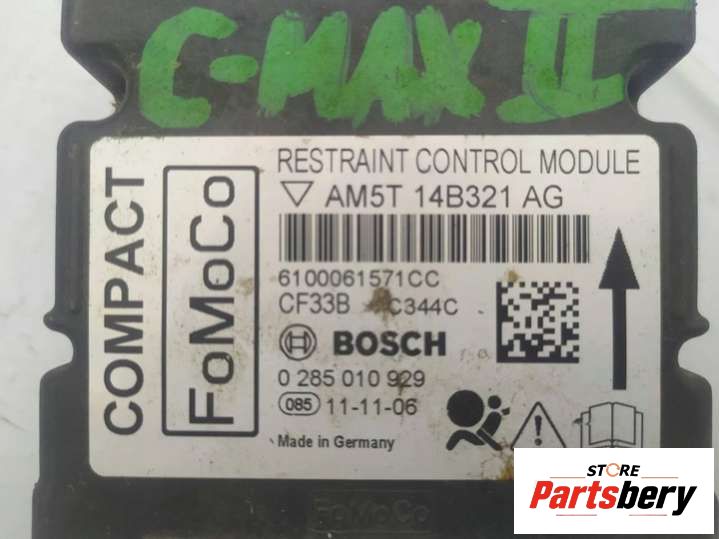 C-MAX II
COMPACT
FoMoCo
RESTRAINT CONTROL MODULE
AM5T 14B321 AG
6100061571CC
CF33B C344C
BOSCH
0 285 010 929
085 11-11-06
Made in Germany
FoMoCo
STORE
Partsbery